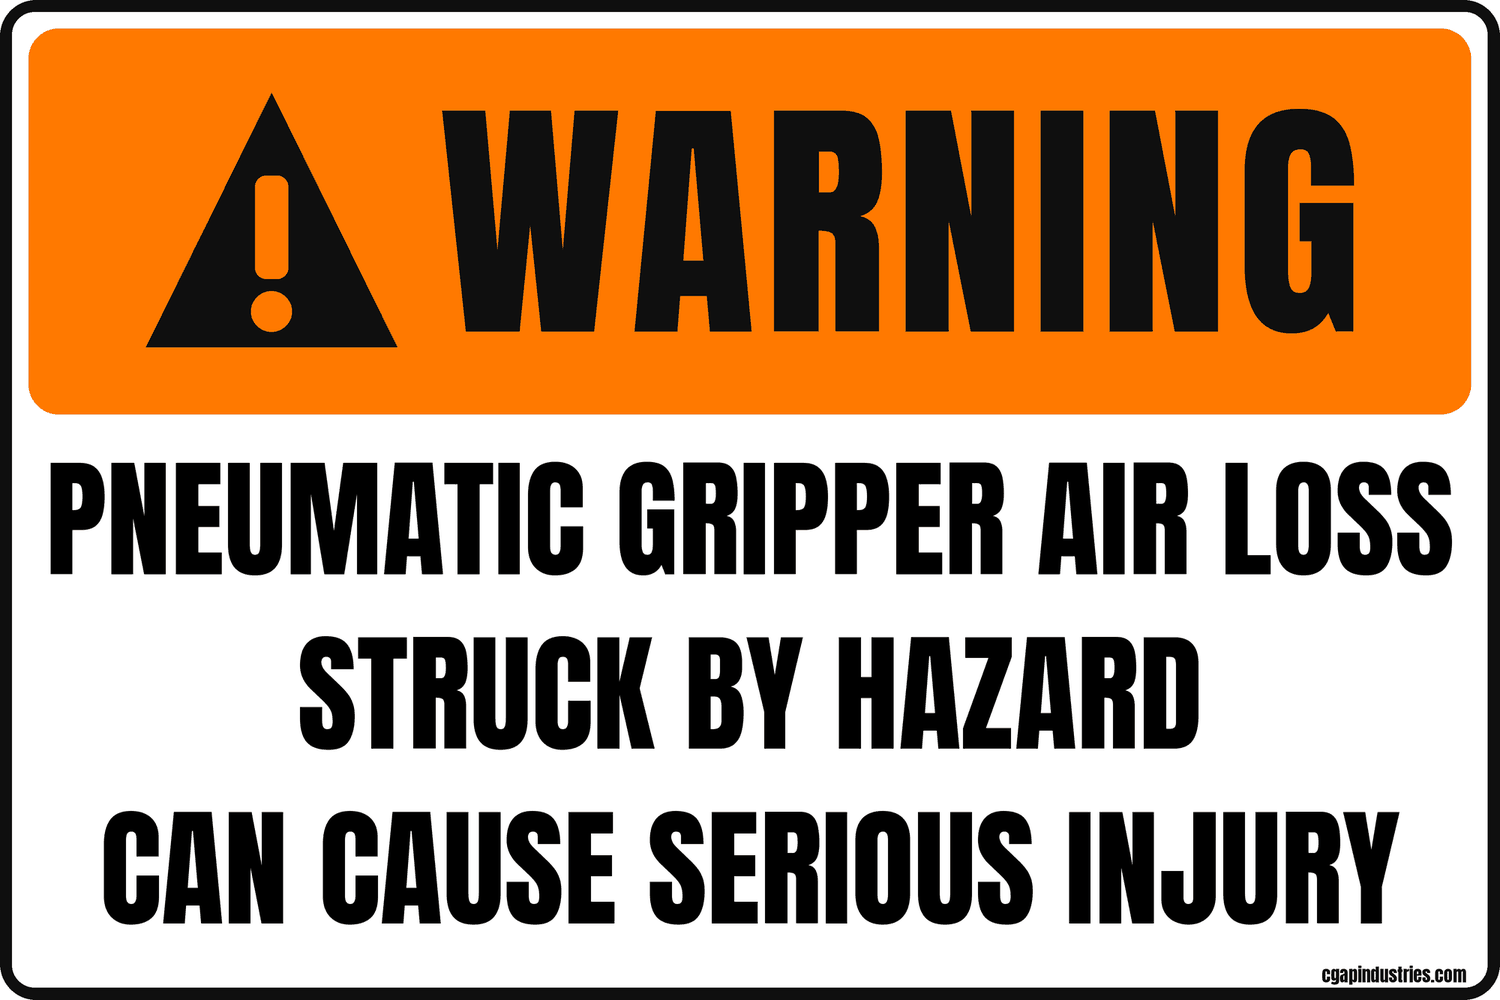 WARNING
PNEUMATIC GRIPPER AIR LOSS
STRUCK BY HAZARD
CAN CAUSE SERIOUS INJURY
cgapindustries.com